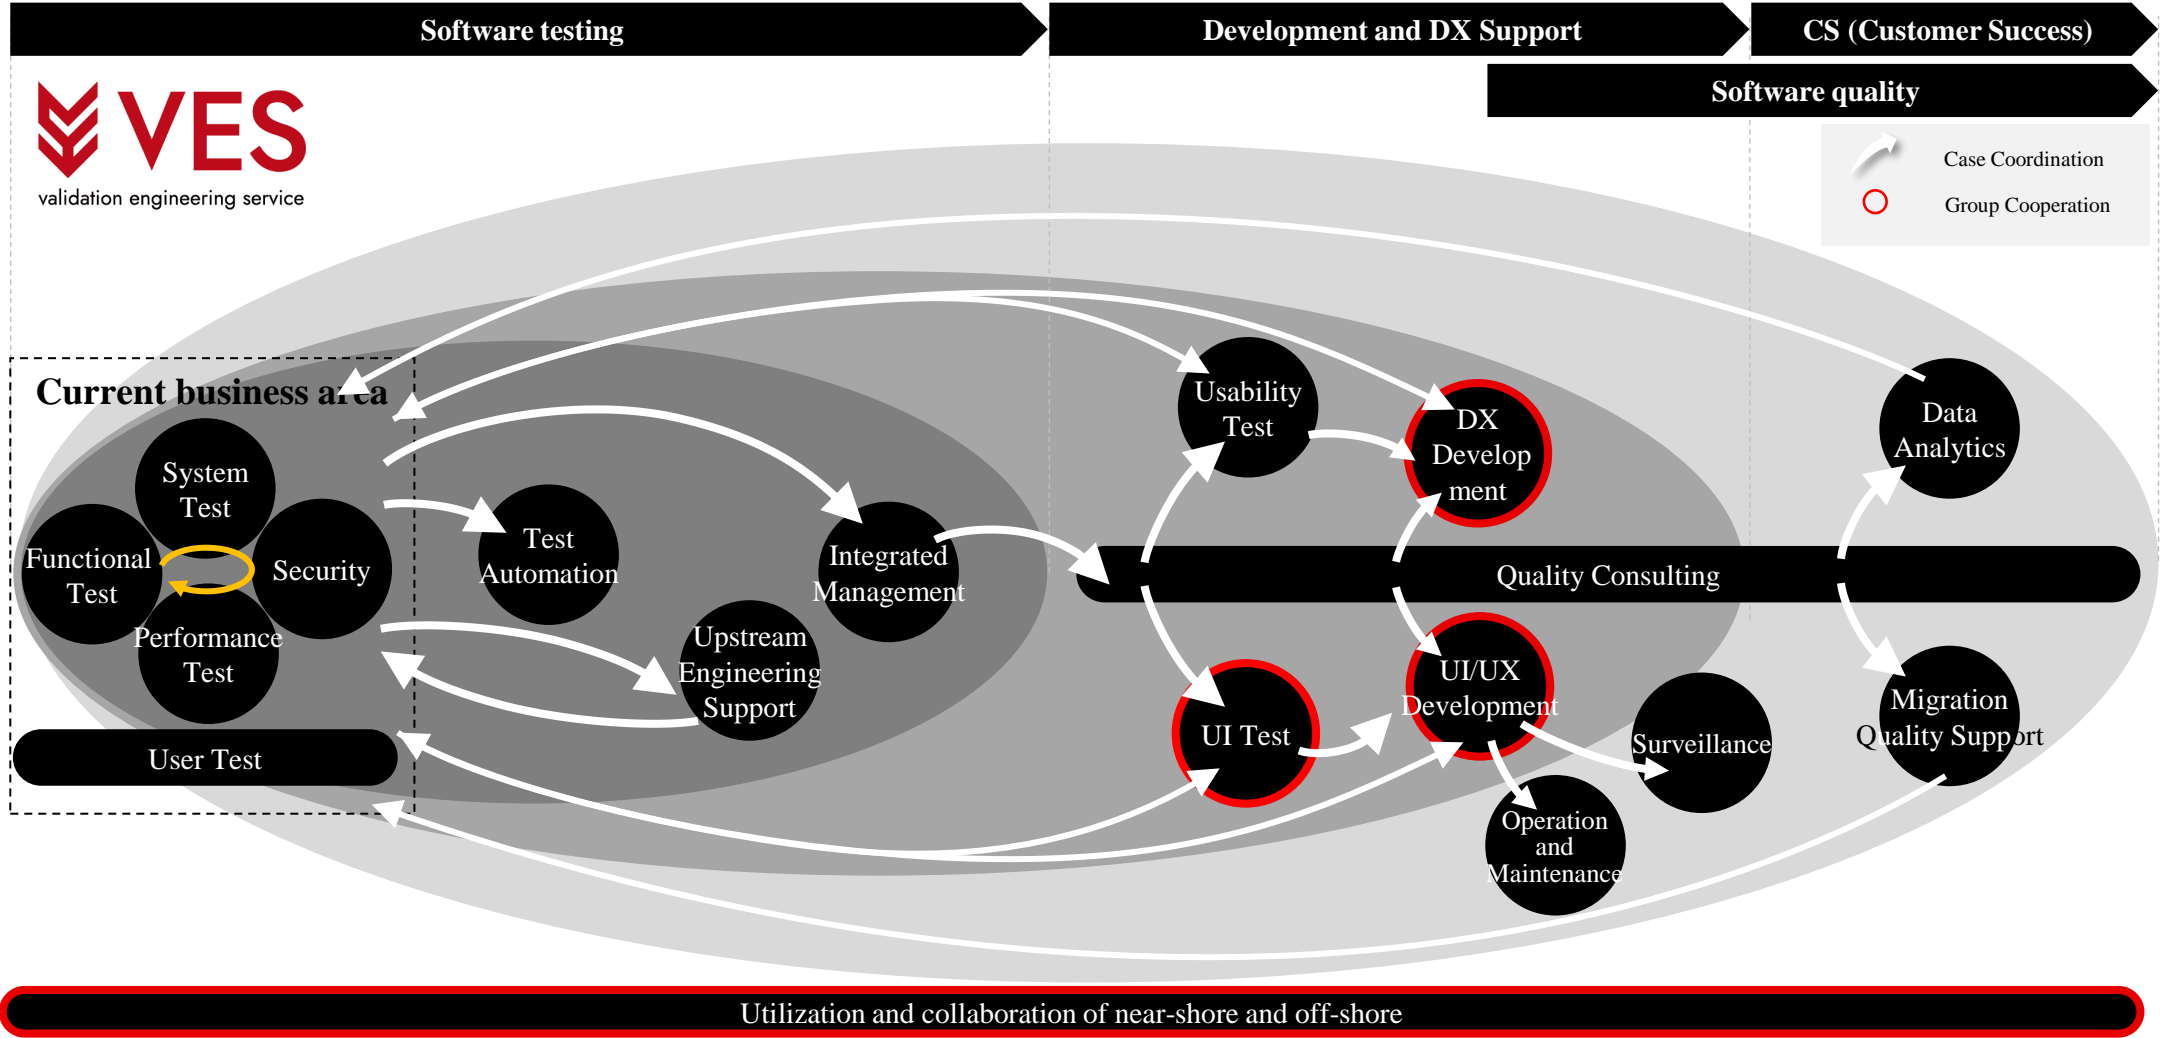 Software testing
Development and DX Support
CS (Customer Success)
Software quality
VES
validation engineering service
Case Coordination
Group Cooperation
Current business area
System
Test
Functional
Test
Security
Performance
Test
User Test
Test
Automation
Upstream
Engineering
Support
Integrated
Management
Usability
Test
DX
Develop
ment
Quality Consulting
UI Test
UI/UX
Development
Surveillance
Operation
and
Maintenance
Data
Analytics
Migration
Quality Support
Utilization and collaboration of near-shore and off-shore